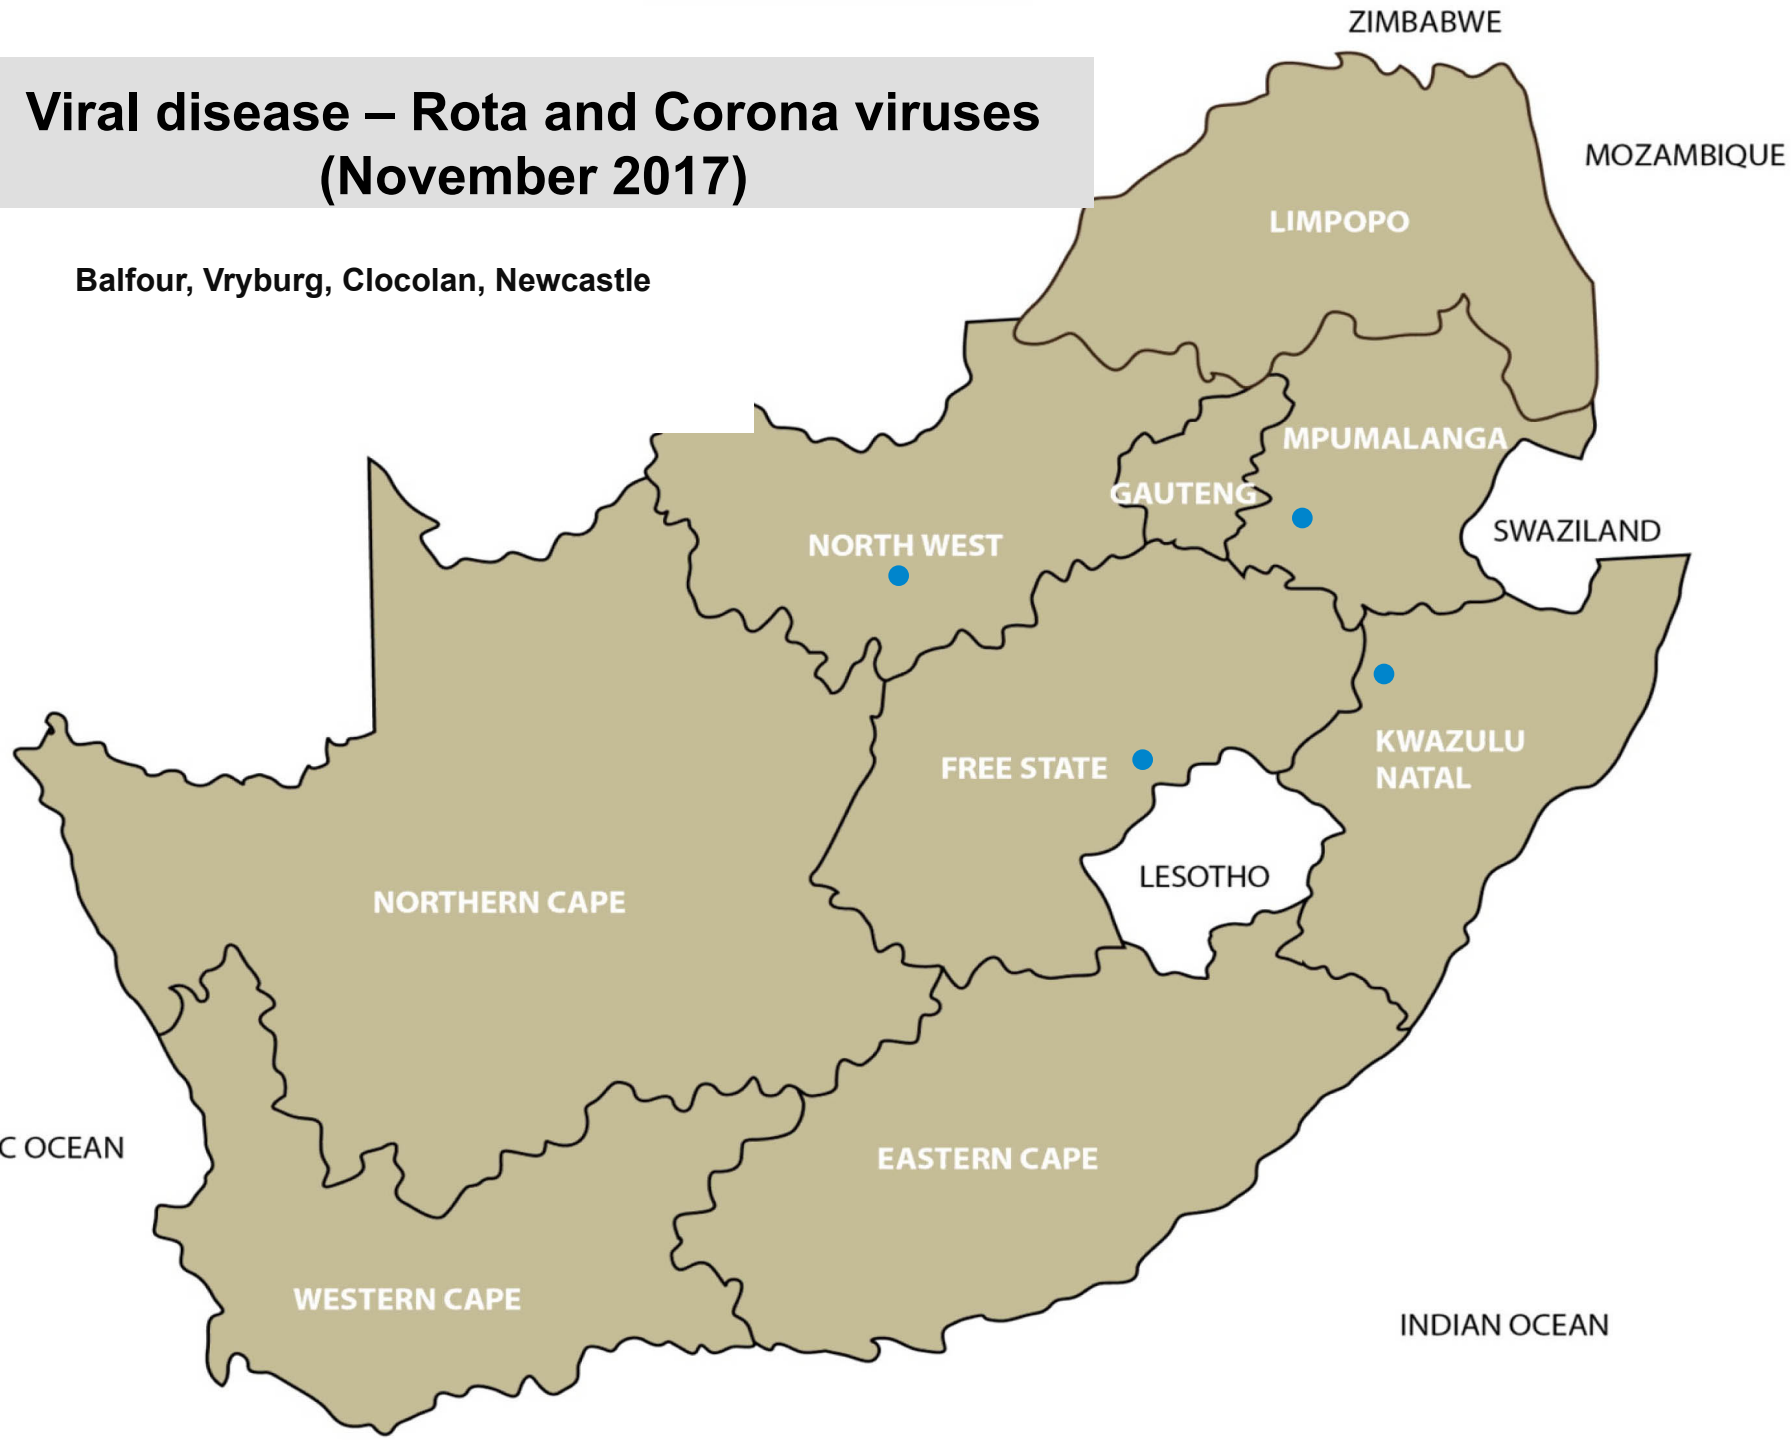 ZIMBABWE
Viral disease – Rota and Corona viruses
(November 2017)
MOZAMBIQUE
LIMPOPO
Balfour, Vryburg, Clocolan, Newcastle
MPUMALANGA
GAUTENG
SWAZILAND
NORTH WEST
KWAZULU
NATAL
FREE STATE
LESOTHO
NORTHERN CAPE
C OCEAN
EASTERN CAPE
WESTERN CAPE
INDIAN OCEAN